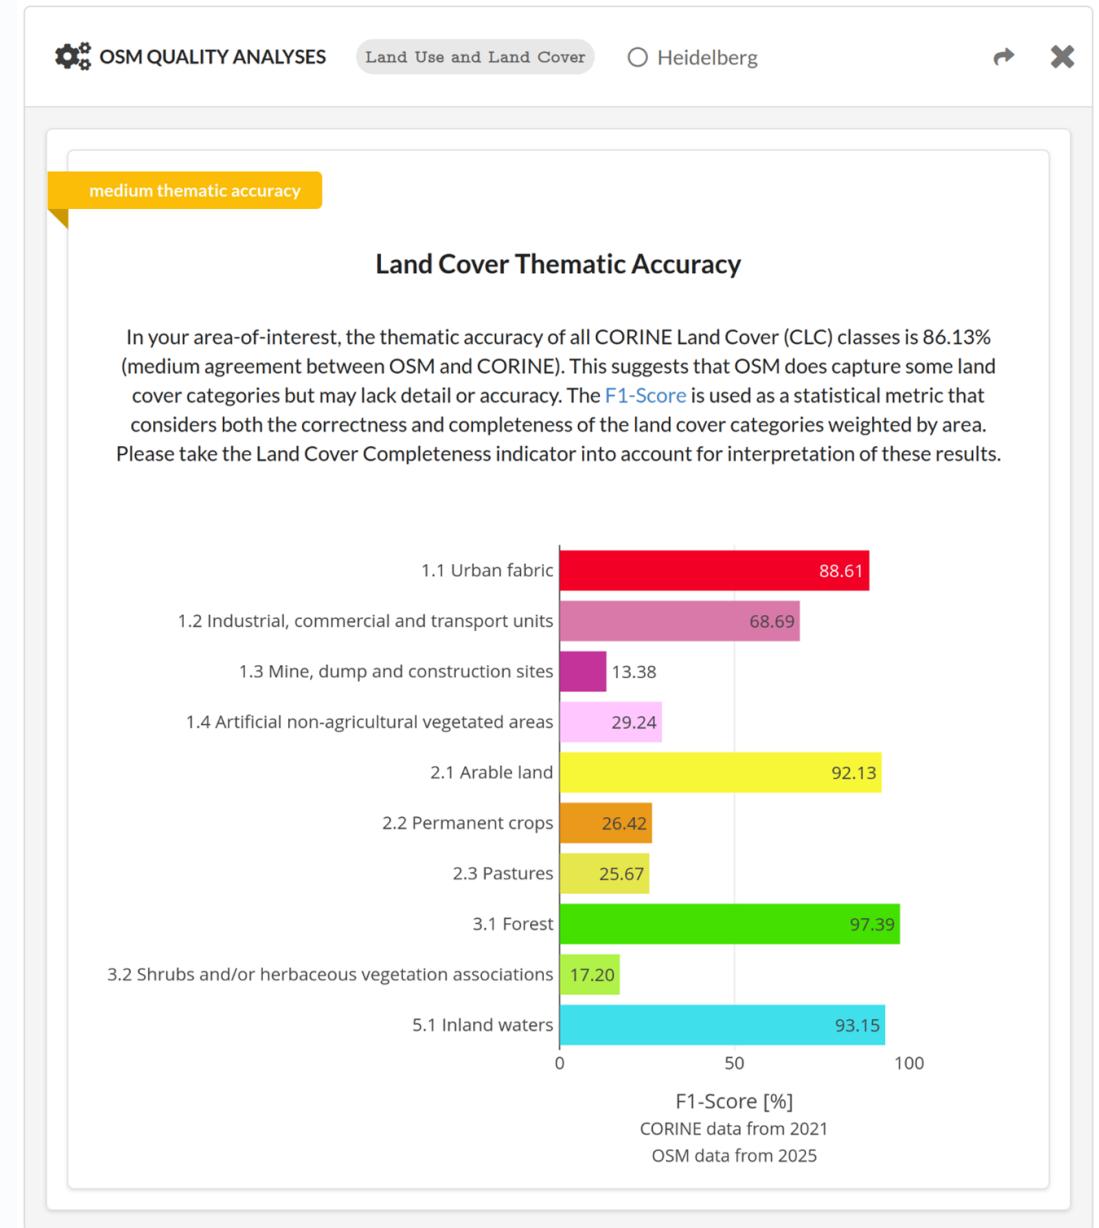 OSM QUALITY ANALYSES Land Use and Land Cover Heidelberg
medium thematic accuracy
Land Cover Thematic Accuracy
In your area-of-interest, the thematic accuracy of all CORINE Land Cover (CLC) classes is 86.13%
(medium agreement between OSM and CORINE). This suggests that OSM does capture some land
cover categories but may lack detail or accuracy. The F1-Score is used as a statistical metric that
considers both the correctness and completeness of the land cover categories weighted by area.
Please take the Land Cover Completeness indicator into account for interpretation of these results.
1.1 Urban fabric 88.61
1.2 Industrial, commercial and transport units 68.69
1.3 Mine, dump and construction sites 13.38
1.4 Artificial non-agricultural vegetated areas 29.24
2.1 Arable land 92.13
2.2 Permanent crops 26.42
2.3 Pastures 25.67
3.1 Forest 97.39
3.2 Shrubs and/or herbaceous vegetation associations 17.20
5.1 Inland waters 93.15
0 50 100
F1-Score [%]
CORINE data from 2021
OSM data from 2025